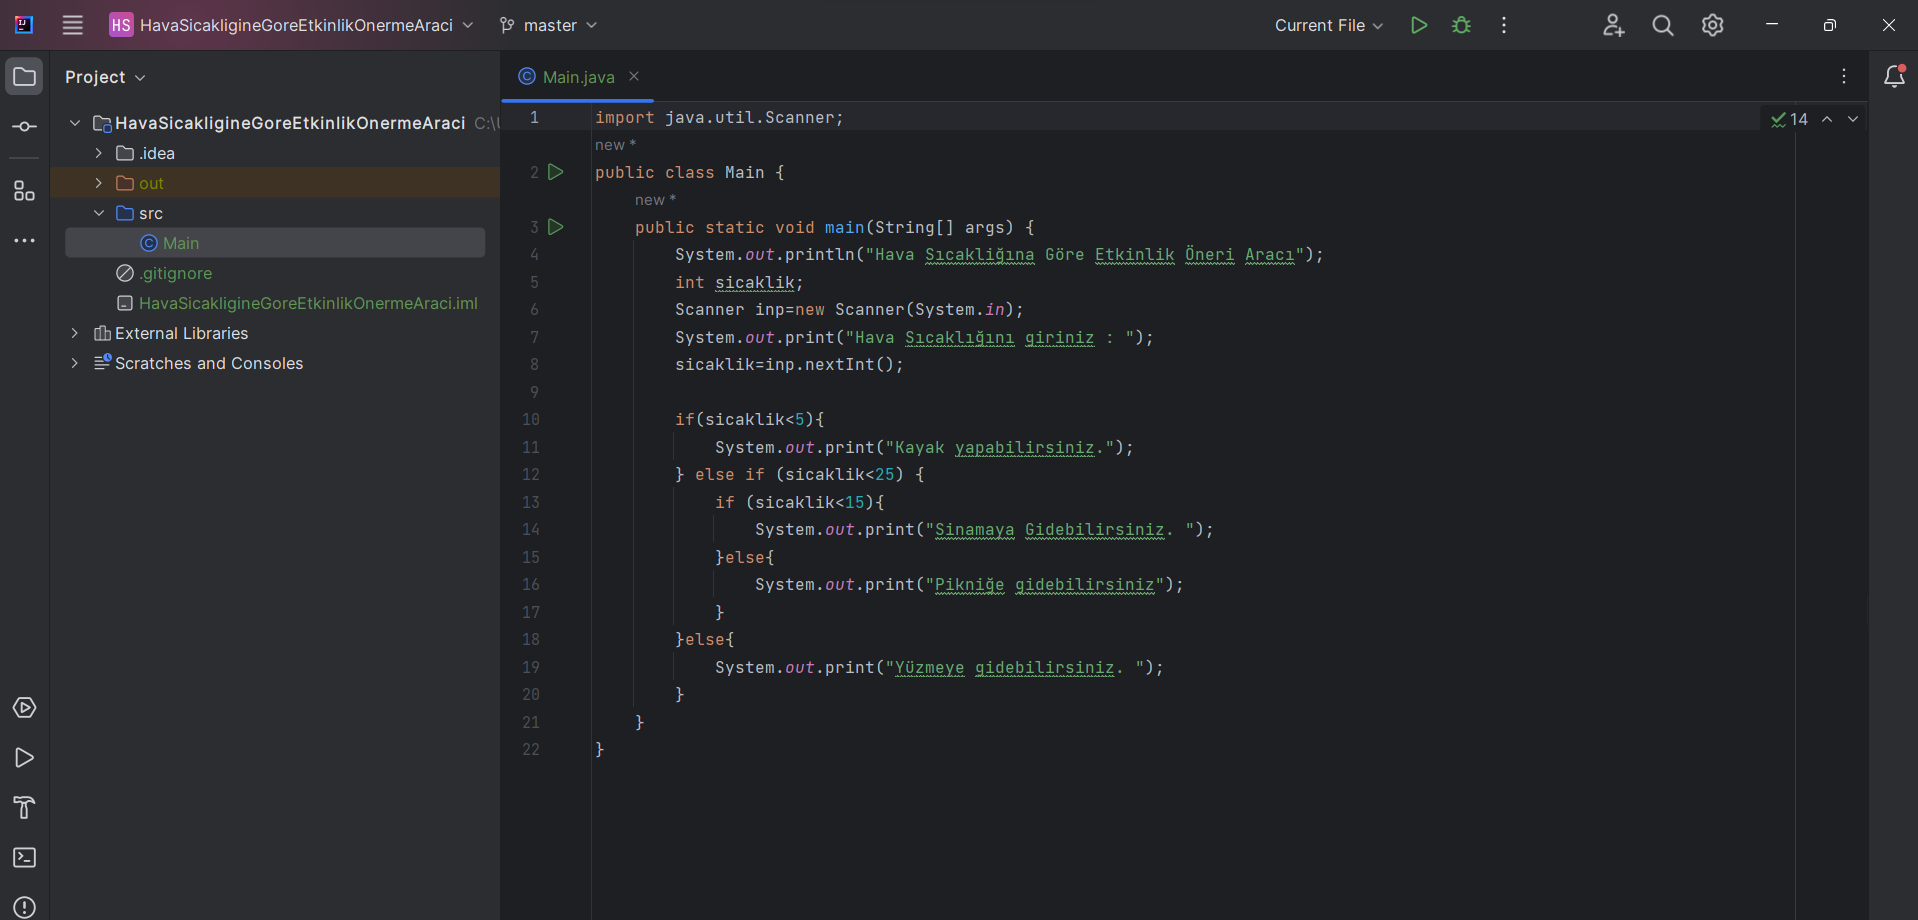 HS HavaSicakligineGoreEtkinlikOnermeAraci master Current File
Project
Main.java
HavaSicakligineGoreEtkinlikOnermeAraci C:\
.idea
out
src
Main
.gitignore
HavaSicakligineGoreEtkinlikOnermeAraci.iml
External Libraries
Scratches and Consoles
14
1 import java.util.Scanner;
new *
2 public class Main {
new *
3 public static void main(String[] args) {
4 System.out.println("Hava Sıcakliğına Göre Etkinlik Öneri Aracı");
5 int sicaklik;
6 Scanner inp=new Scanner(System.in);
7 System.out.print("Hava Sıcaklığını giriniz : ");
8 sicaklik=inp.nextInt();
9
10 if(sicaklik<5){
11 System.out.print("Kayak yapabilirsiniz.");
12 } else if (sicaklik<25) {
13 if (sicaklik<15){
14 System.out.print("Sinamaya Gidebilirsiniz. ");
15 }else{
16 System.out.print("Pikniğe gidebilirsiniz");
17 }
18 }else{
19 System.out.print("Yüzmeye gidebilirsiniz. ");
20 }
21 }
22 }